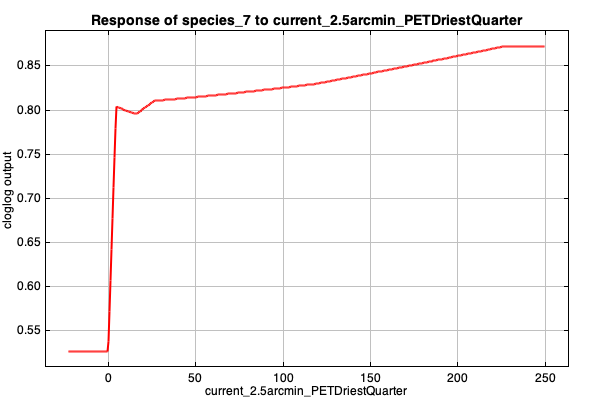 Response of species_7 to current_2.5arcmin_PETDriestQuarter
cloglog output
0.85
0.80
0.75
0.70
0.65
0.60
0.55
0 50 100 150 200 250
current_2.5arcmin_PETDriestQuarter